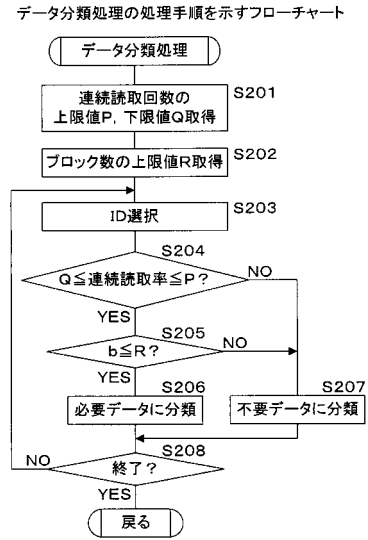 データ分類処理の処理手順を示すフローチャート
データ分類処理
S201
連続読取回数の
上限値P，下限値Q取得
S202
ブロック数の上限値R取得
S203
ID選択
S204
Q≦連続読取率≦P？
NO
YES
S205
b≦R？
NO
YES
S206
必要データに分類
S207
不要データに分類
S208
終了？
NO
YES
戻る